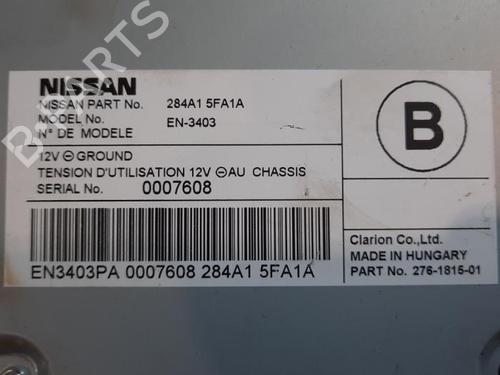 B PARTS
NISSAN
NISSAN PART No. 284A1 5FA1A
MODEL No. EN-3403
N° DE MODELE
12V ⊖ GROUND
TENSION D'UTILISATION 12V ⊖ AU CHASSIS
SERIAL No. 0007608
EN3403PA 0007608 284A1 5FA1A
B
Clarion Co.,Ltd.
MADE IN HUNGARY
PART No. 276-1815-01